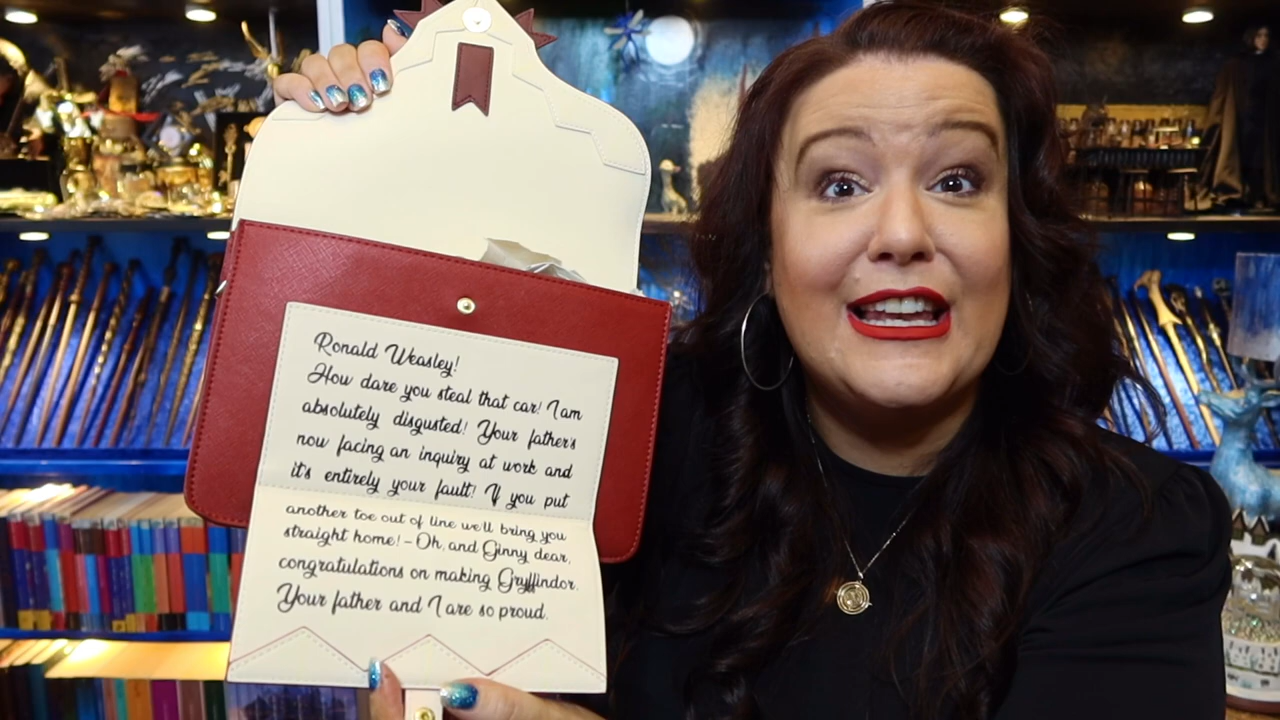 Ronald Weasley!
How dare you steal that car! I am
absolutely disgusted! Your father's
now facing an inquiry at work and
it's entirely your fault! If you put
another toe out of line we'll bring you
straight home! - Oh, and Ginny dear,
congratulations on making Gryffindor.
Your father and I are so proud.